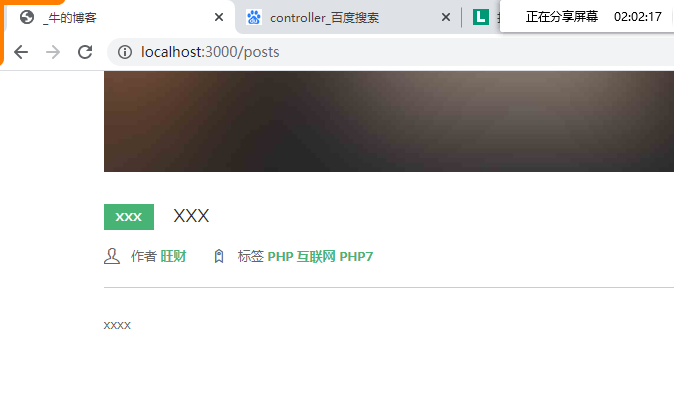 _牛的博客 controller_百度搜索 正在分享屏幕 02:02:17
localhost:3000/posts
xxx XXX
作者 旺财 标签 PHP 互联网 PHP7
xxxx